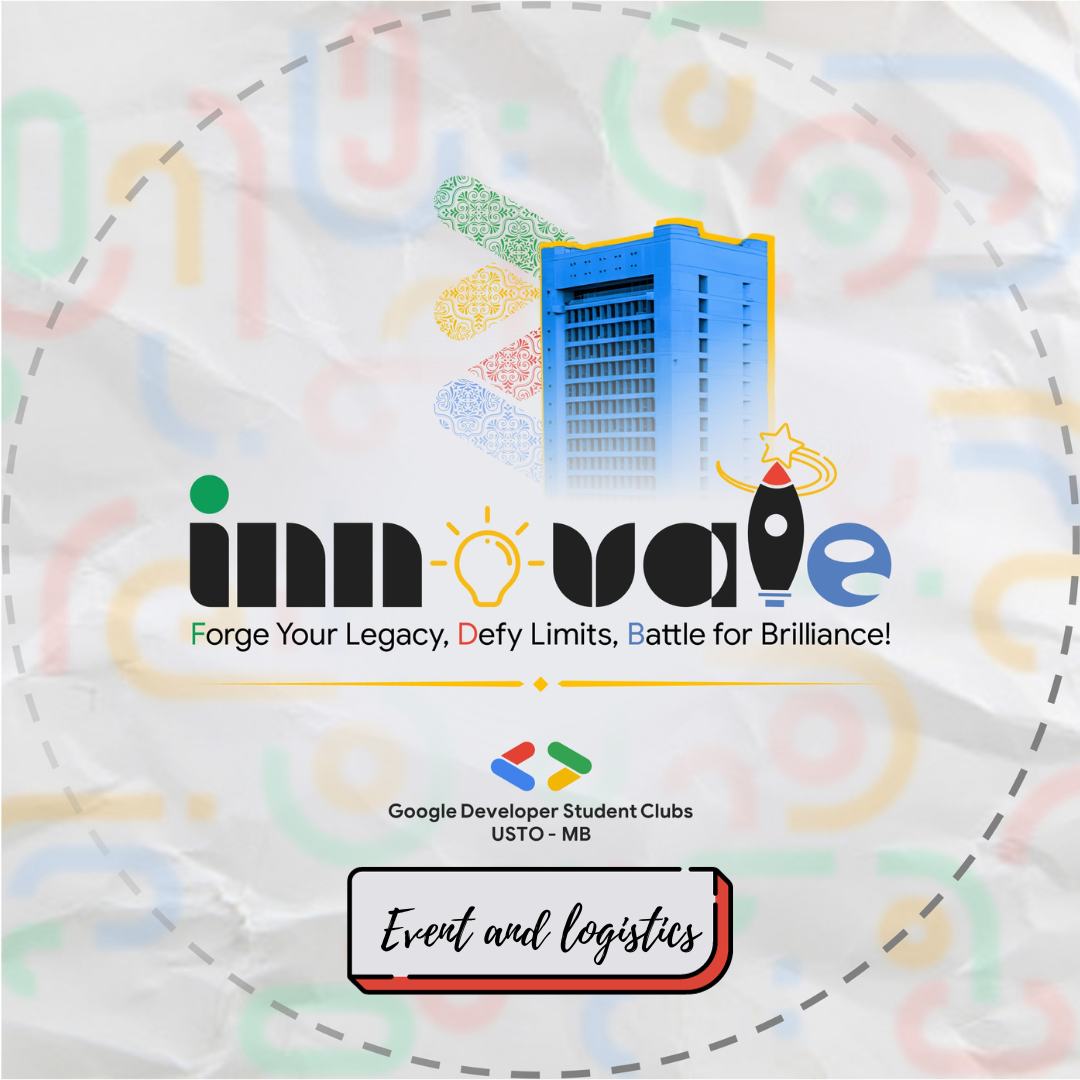 innovate
Forge Your Legacy, Defy Limits, Battle for Brilliance!
Google Developer Student Clubs
USTO - MB
Event and logistics